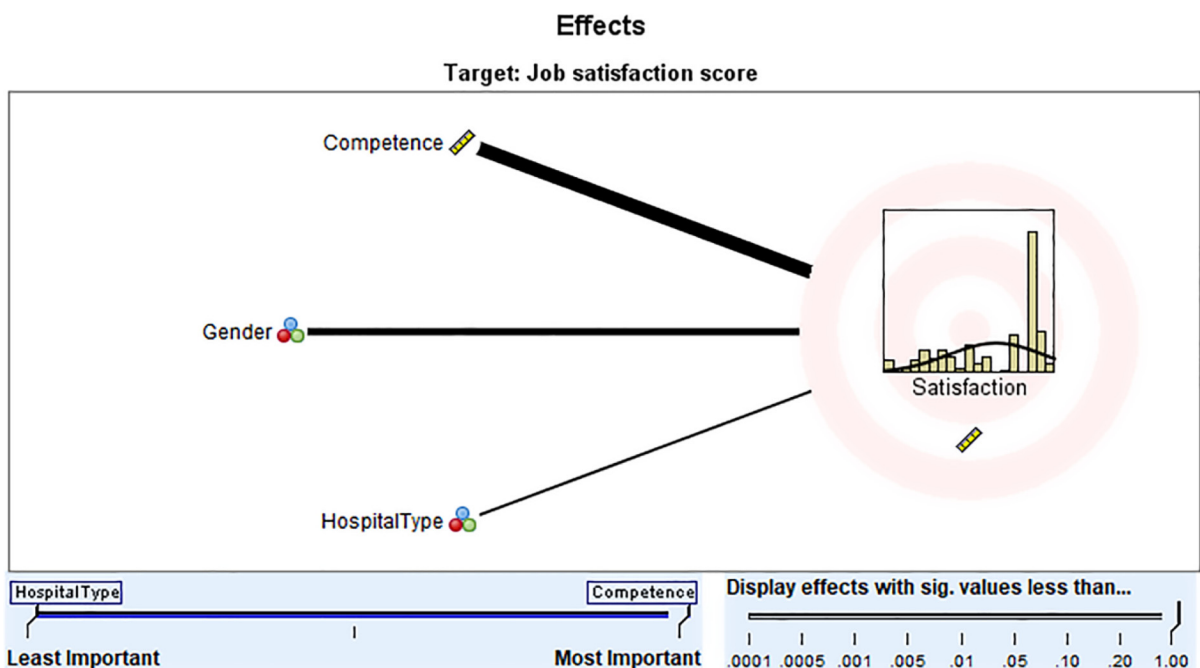 Effects
Target: Job satisfaction score
Competence
Gender
Satisfaction
HospitalType
HospitalType Competence
Least Important Most Important
Display effects with sig. values less than...
.0001 .0005 .001 .005 .01 .05 .10 .20 1.00